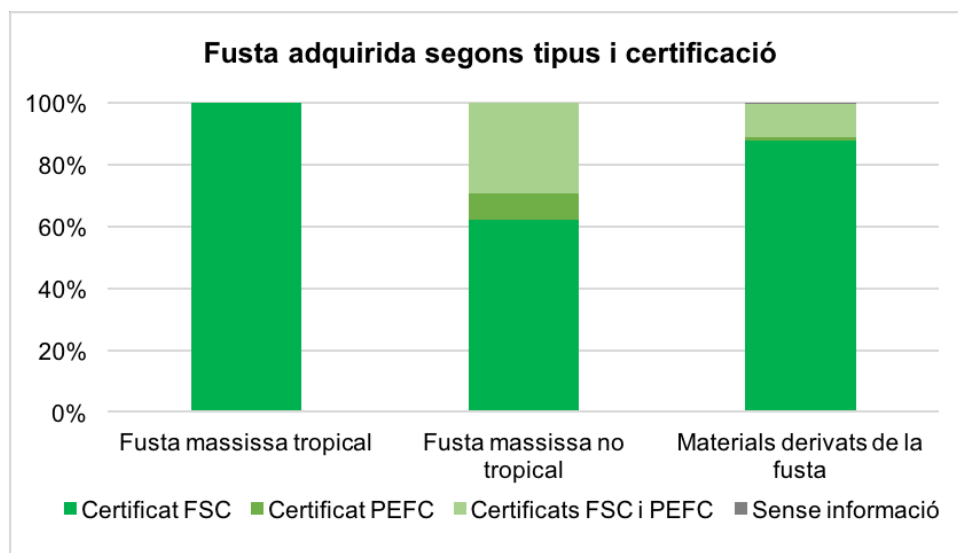 Fusta adquirida segons tipus i certificació
100%
80%
60%
40%
20%
0%
Fusta massissa tropical
Fusta massissa no
tropical
Materials derivats de la
fusta
Certificat FSC
Certificat PEFC
Certificats FSC i PEFC
Sense informació